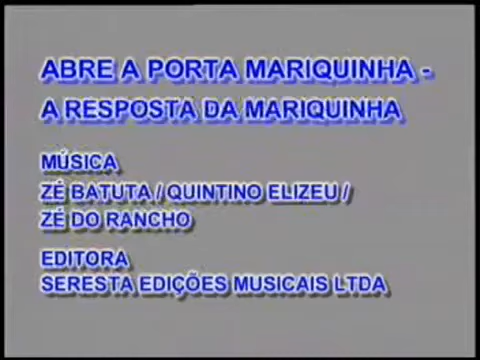 ABRE A PORTA MARIQUINHA -
A RESPOSTA DA MARIQUINHA
MÚSICA
ZÉ BATUTA / QUINTINO ELIZEU /
ZÉ DO RANCHO
EDITORA
SERESTA EDIÇÕES MUSICAIS LTDA